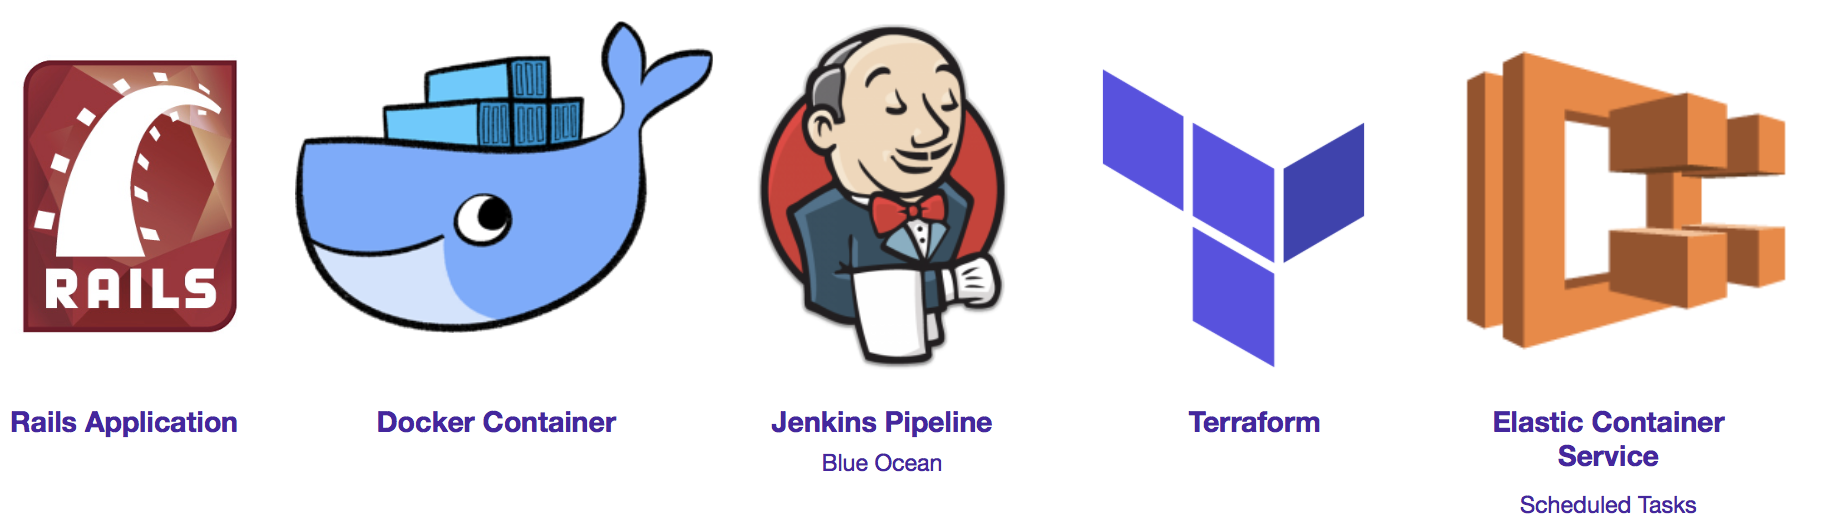 RAILS
Rails Application
Docker Container
Jenkins Pipeline
Blue Ocean
Terraform
Elastic Container
Service
Scheduled Tasks